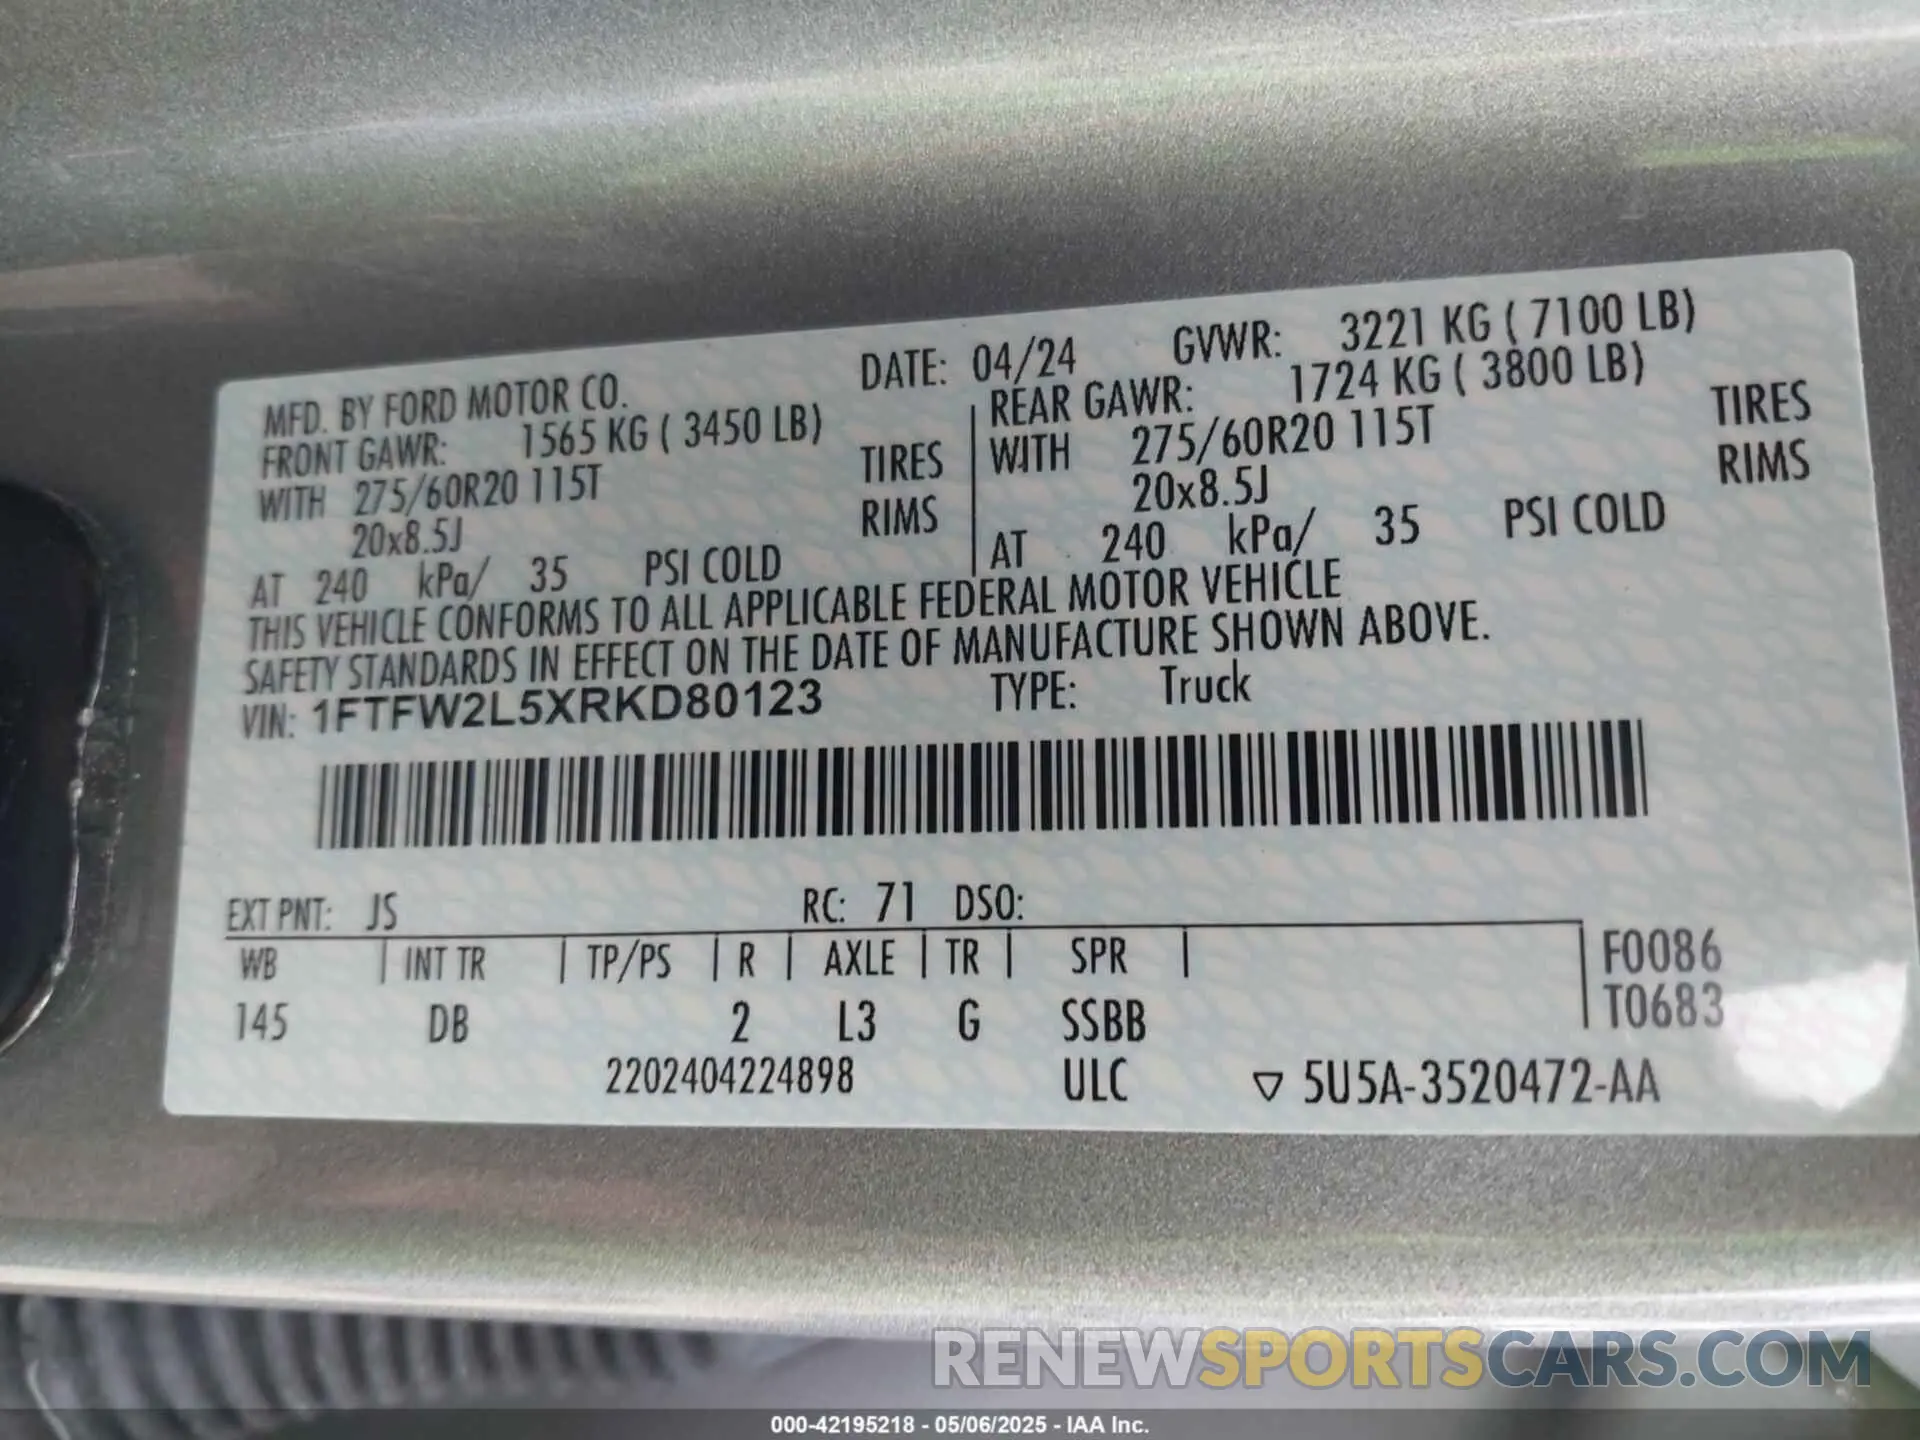 MFD. BY FORD MOTOR CO. DATE: 04/24 GVWR: 3221 KG ( 7100 LB)
FRONT GAWR: 1565 KG ( 3450 LB) REAR GAWR: 1724 KG ( 3800 LB)
WITH 275/60R20 115T TIRES WITH 275/60R20 115T TIRES
20x8.5J RIMS 20x8.5J RIMS
AT 240 kPa/ 35 PSI COLD AT 240 kPa/ 35 PSI COLD
THIS VEHICLE CONFORMS TO ALL APPLICABLE FEDERAL MOTOR VEHICLE
SAFETY STANDARDS IN EFFECT ON THE DATE OF MANUFACTURE SHOWN ABOVE.
VIN: 1FTFW2L5XRKD80123 TYPE: Truck
EXT PNT: JS RC: 71 DSO:
WB INT TR TP/PS R AXLE TR SPR F0086
145 DB 2 L3 G SSBB T0683
2202404224898 ULC ▽ 5U5A-3520472-AA
RENEWSPORTSCARS.COM
000-42195218 - 05/06/2025 - IAA Inc.